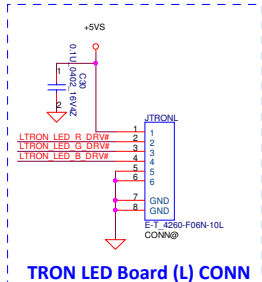 +5VS
C30
0.1U_0402_16V4Z
1
2
JTRONL
LTRON_LED_R_DRV#
LTRON_LED_G_DRV#
LTRON_LED_B_DRV#
1 1
2 2
3 3
4 4
5 5
6 6
7 GND
8 GND
E-T_4260-F06N-10L
CONN@
TRON LED Board (L) CONN